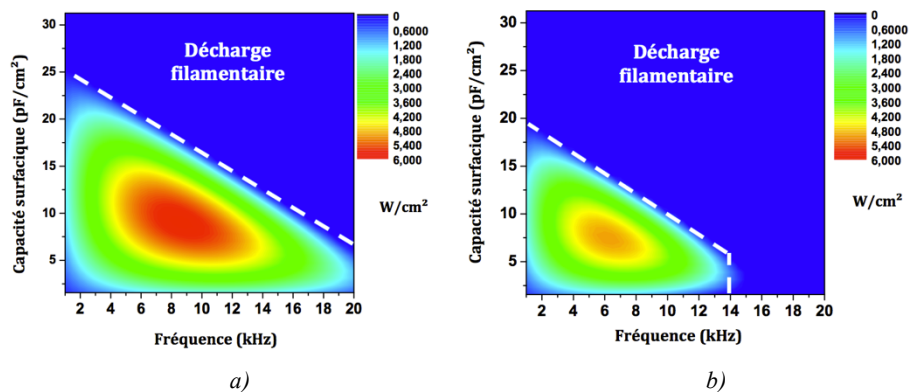 Décharge
filamentaire
Capacité surfacique (pF/cm²)
30
25
20
15
10
5
2 4 6 8 10 12 14 16 18 20
Fréquence (kHz)
0
0,6000
1,200
1,800
2,400
3,000
3,600
4,200
4,800
5,400
6,000
W/cm²
a)
Décharge
filamentaire
Capacité surfacique (pF/cm²)
30
25
20
15
10
5
2 4 6 8 10 12 14 16 18 20
Fréquence (kHz)
0
0,6000
1,200
1,800
2,400
3,000
3,600
4,200
4,800
5,400
6,000
W/cm²
b)